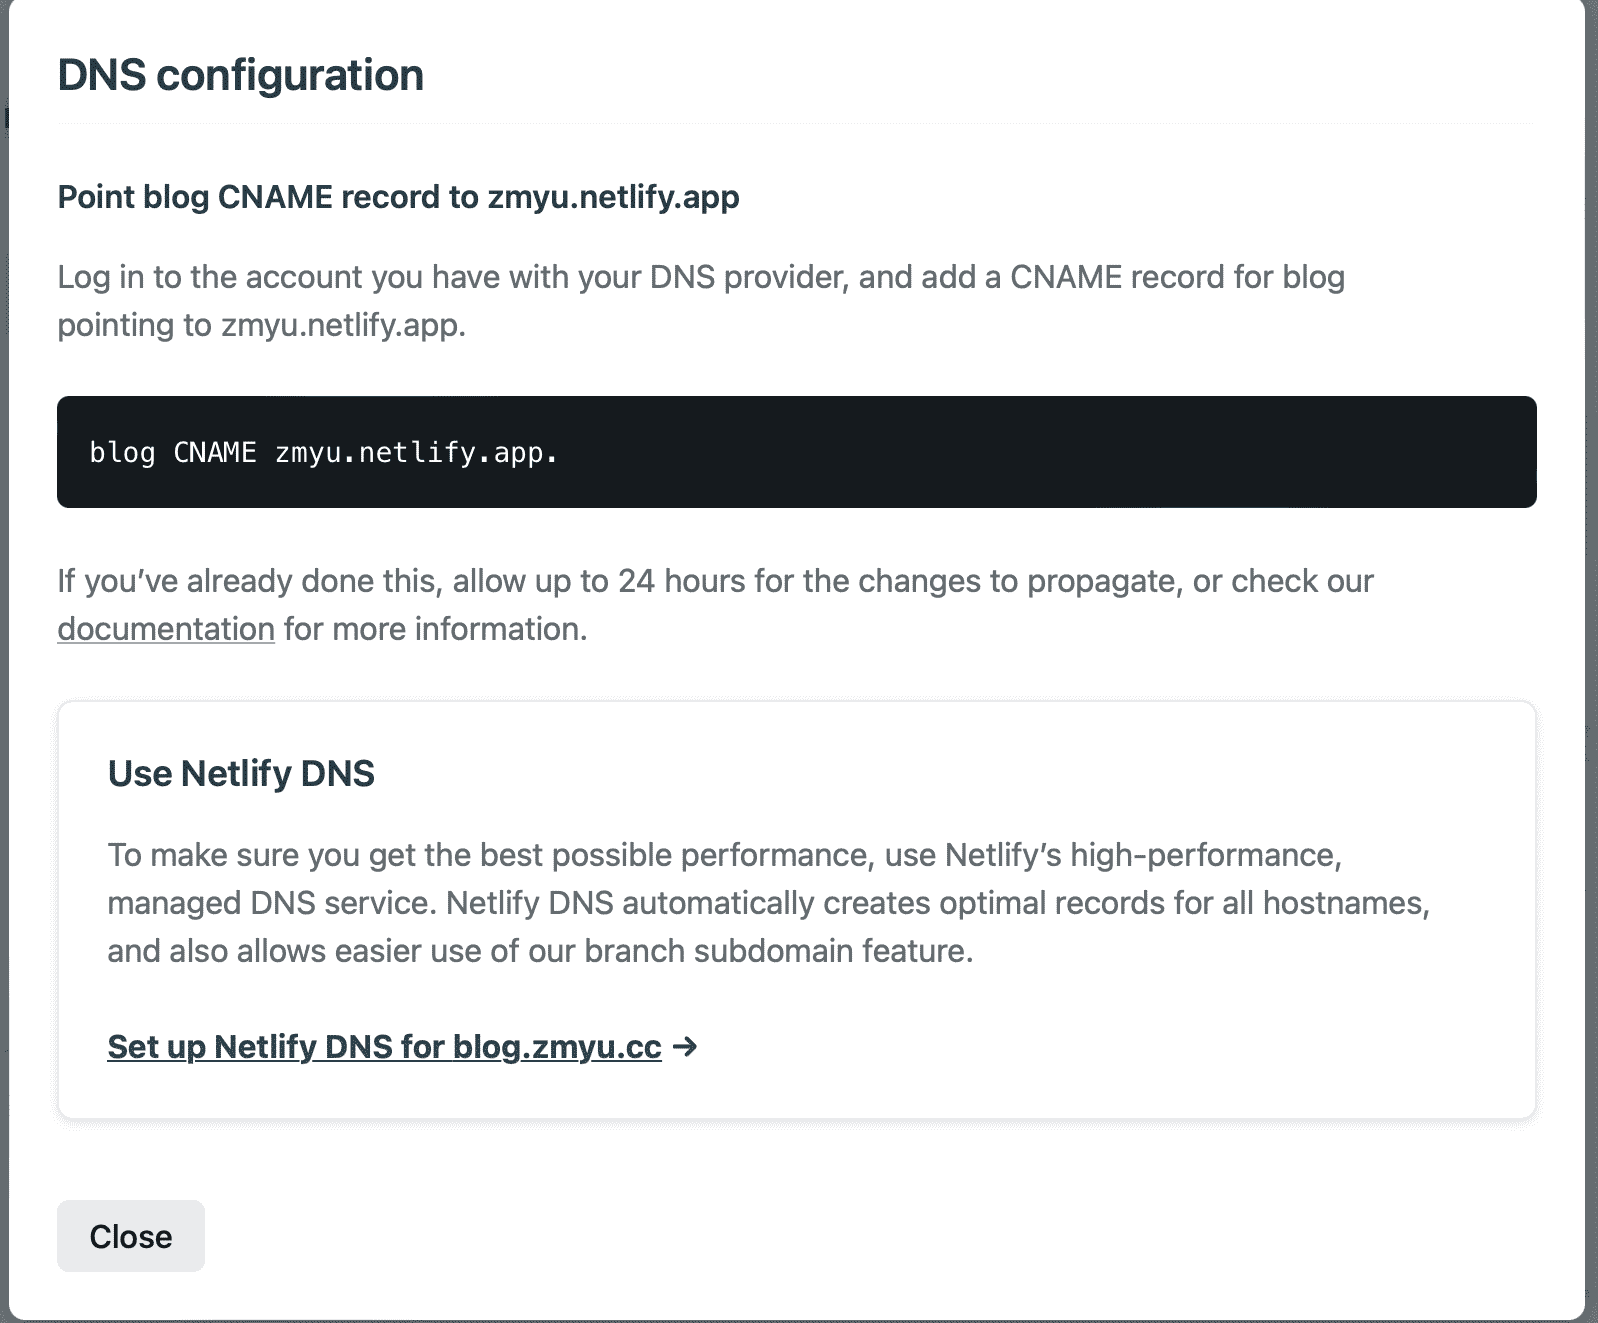 DNS configuration
Point blog CNAME record to zmyu.netlify.app
Log in to the account you have with your DNS provider, and add a CNAME record for blog
pointing to zmyu.netlify.app.
blog CNAME zmyu.netlify.app.
If you’ve already done this, allow up to 24 hours for the changes to propagate, or check our
documentation for more information.
Use Netlify DNS
To make sure you get the best possible performance, use Netlify’s high-performance,
managed DNS service. Netlify DNS automatically creates optimal records for all hostnames,
and also allows easier use of our branch subdomain feature.
Set up Netlify DNS for blog.zmyu.cc →
Close